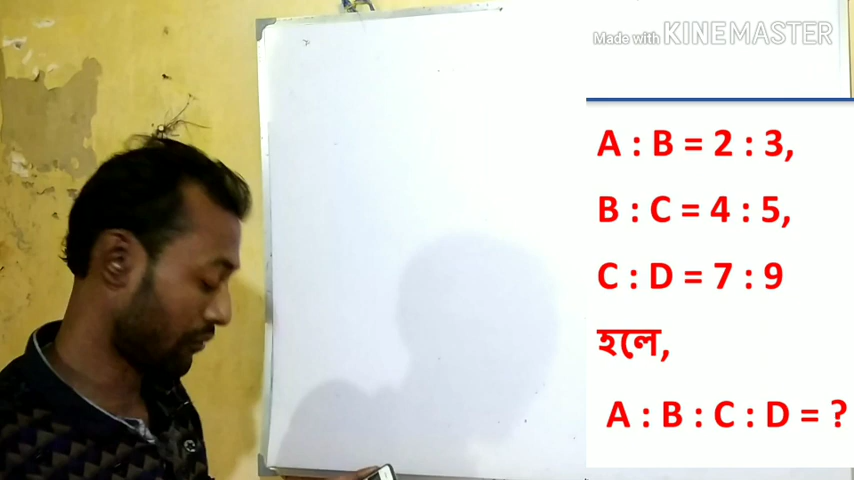 Made with KINEMASTER
A : B = 2 : 3,
B : C = 4 : 5,
C : D = 7 : 9
হলে,
A : B : C : D = ?